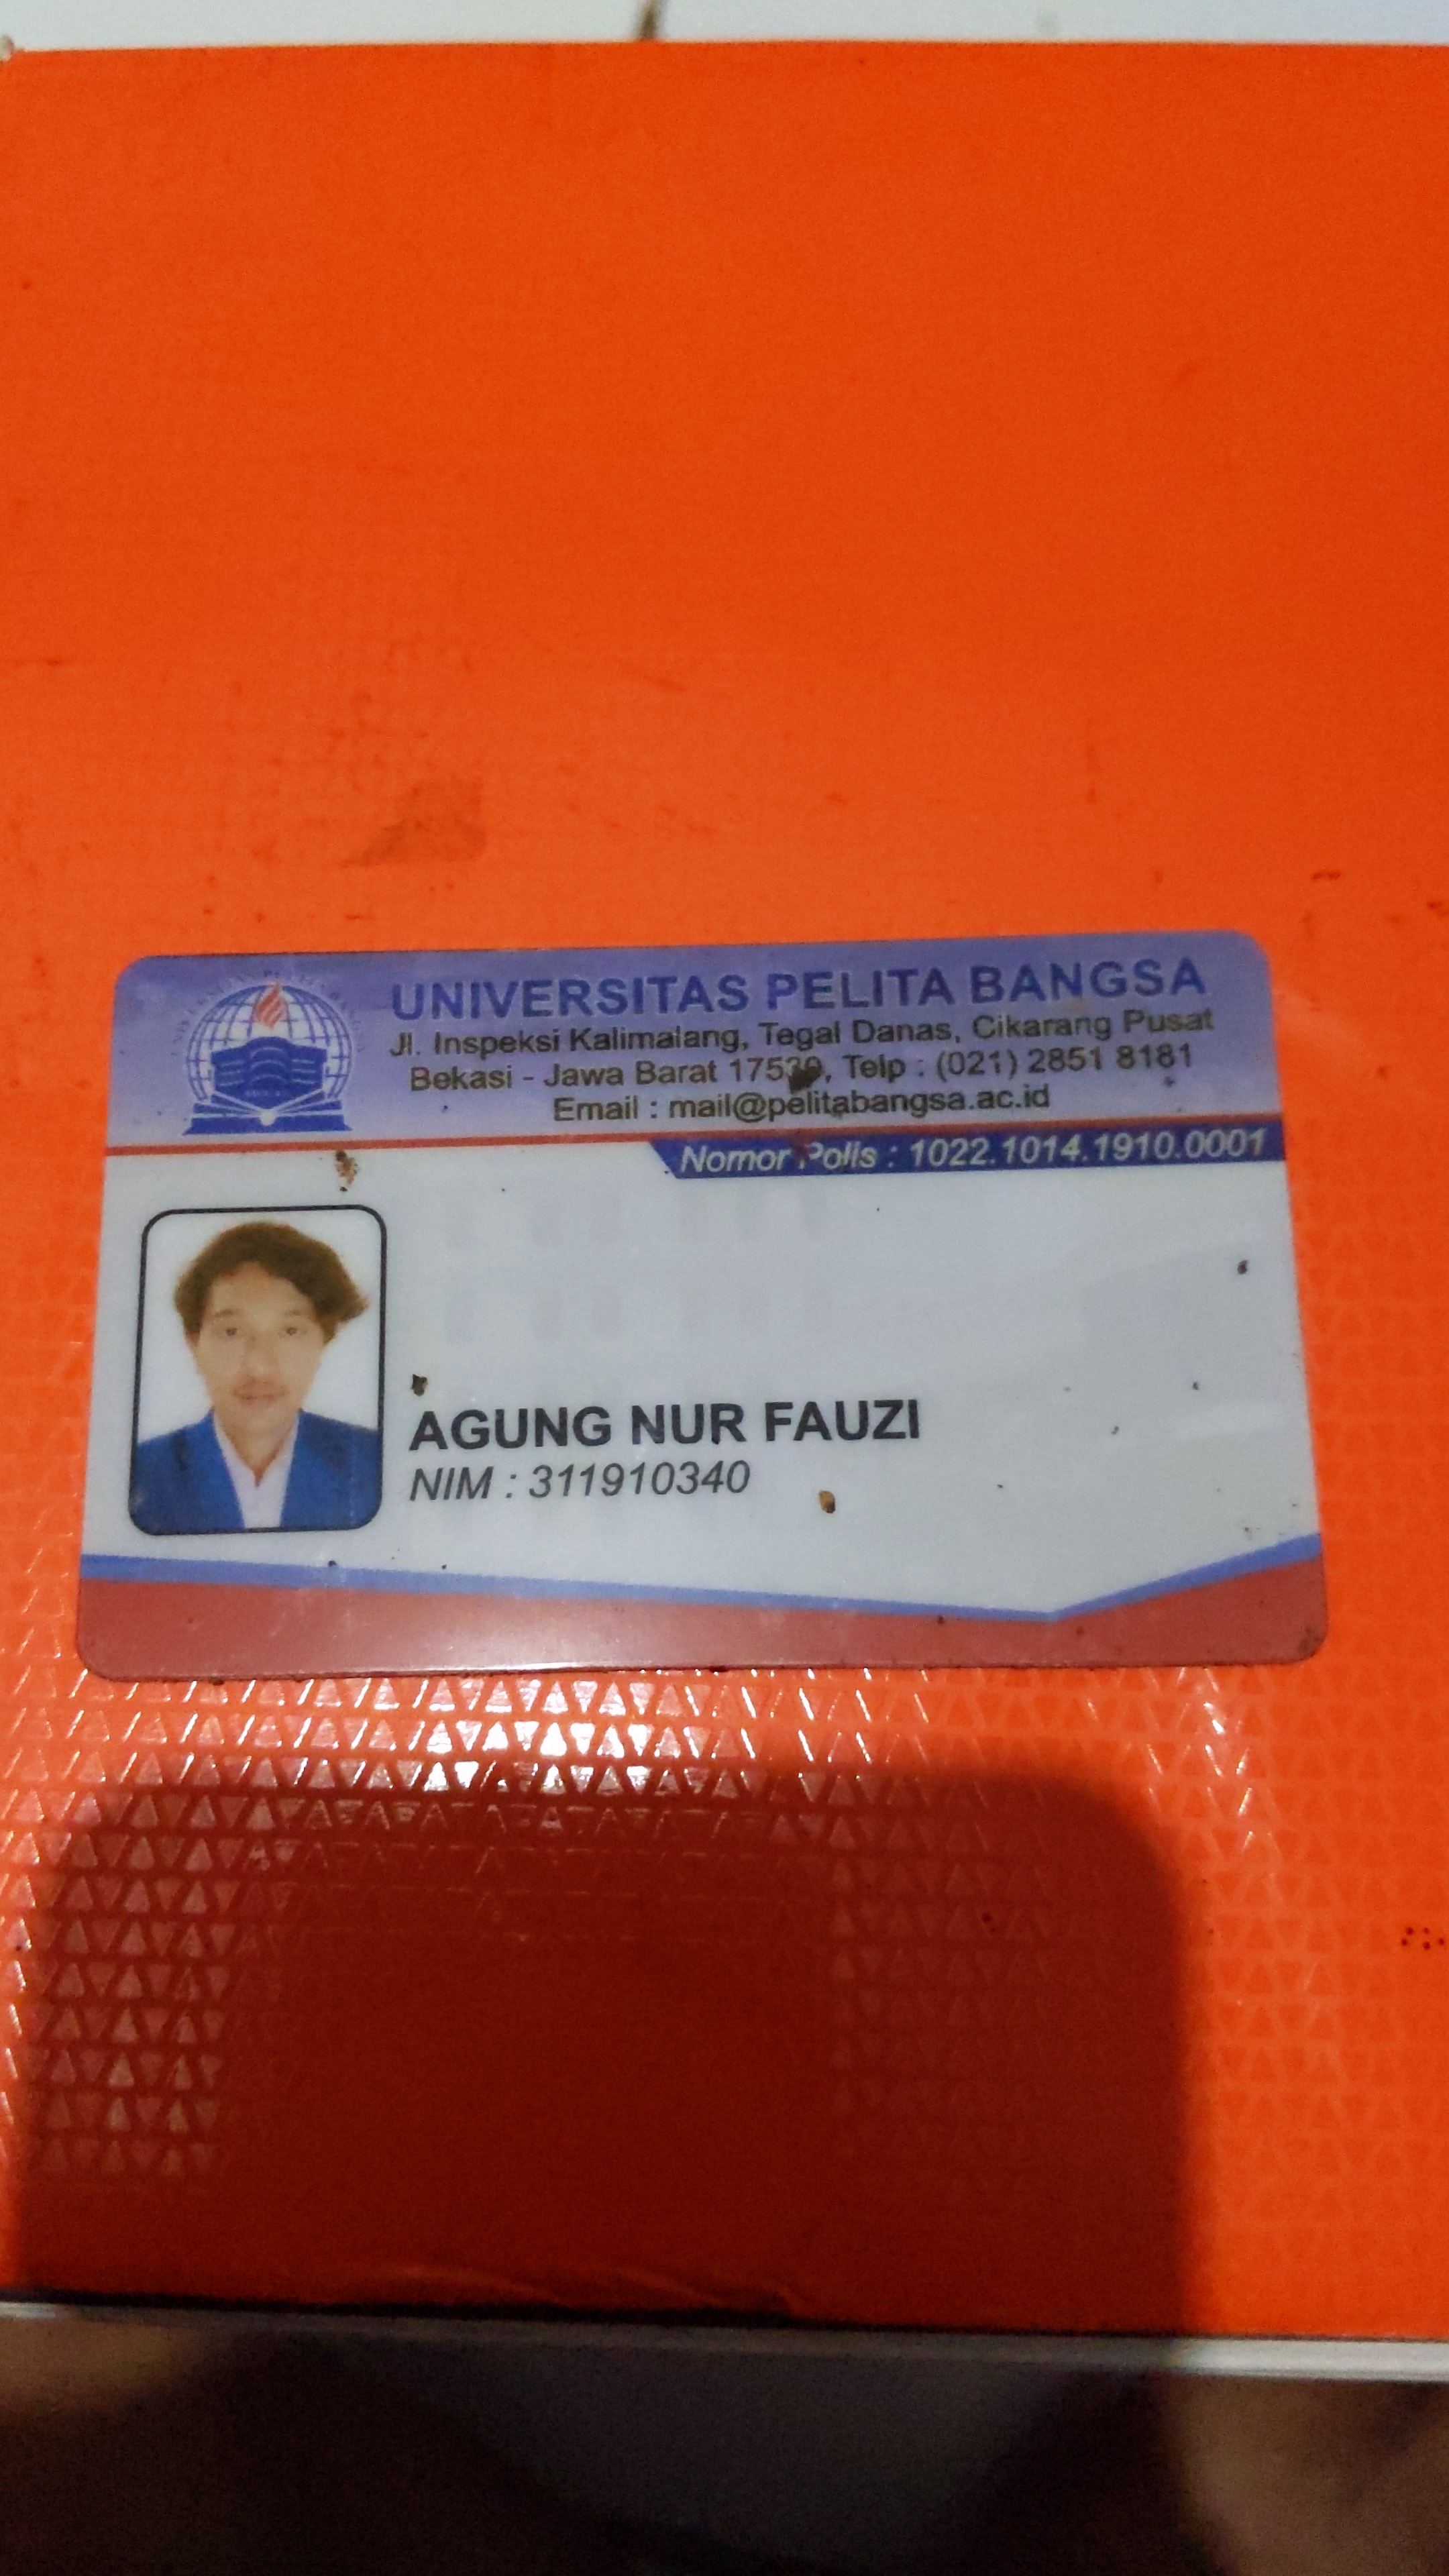 UNIVERSITAS PELITA BANGSA
Jl. Inspeksi Kalimalang, Tegal Danas, Cikarang Pusat
Bekasi - Jawa Barat 17530, Telp : (021) 2851 8181
Email : mail@pelitabangsa.ac.id
Nomor Polis : 1022.1014.1910.0001
AGUNG NUR FAUZI
NIM : 311910340